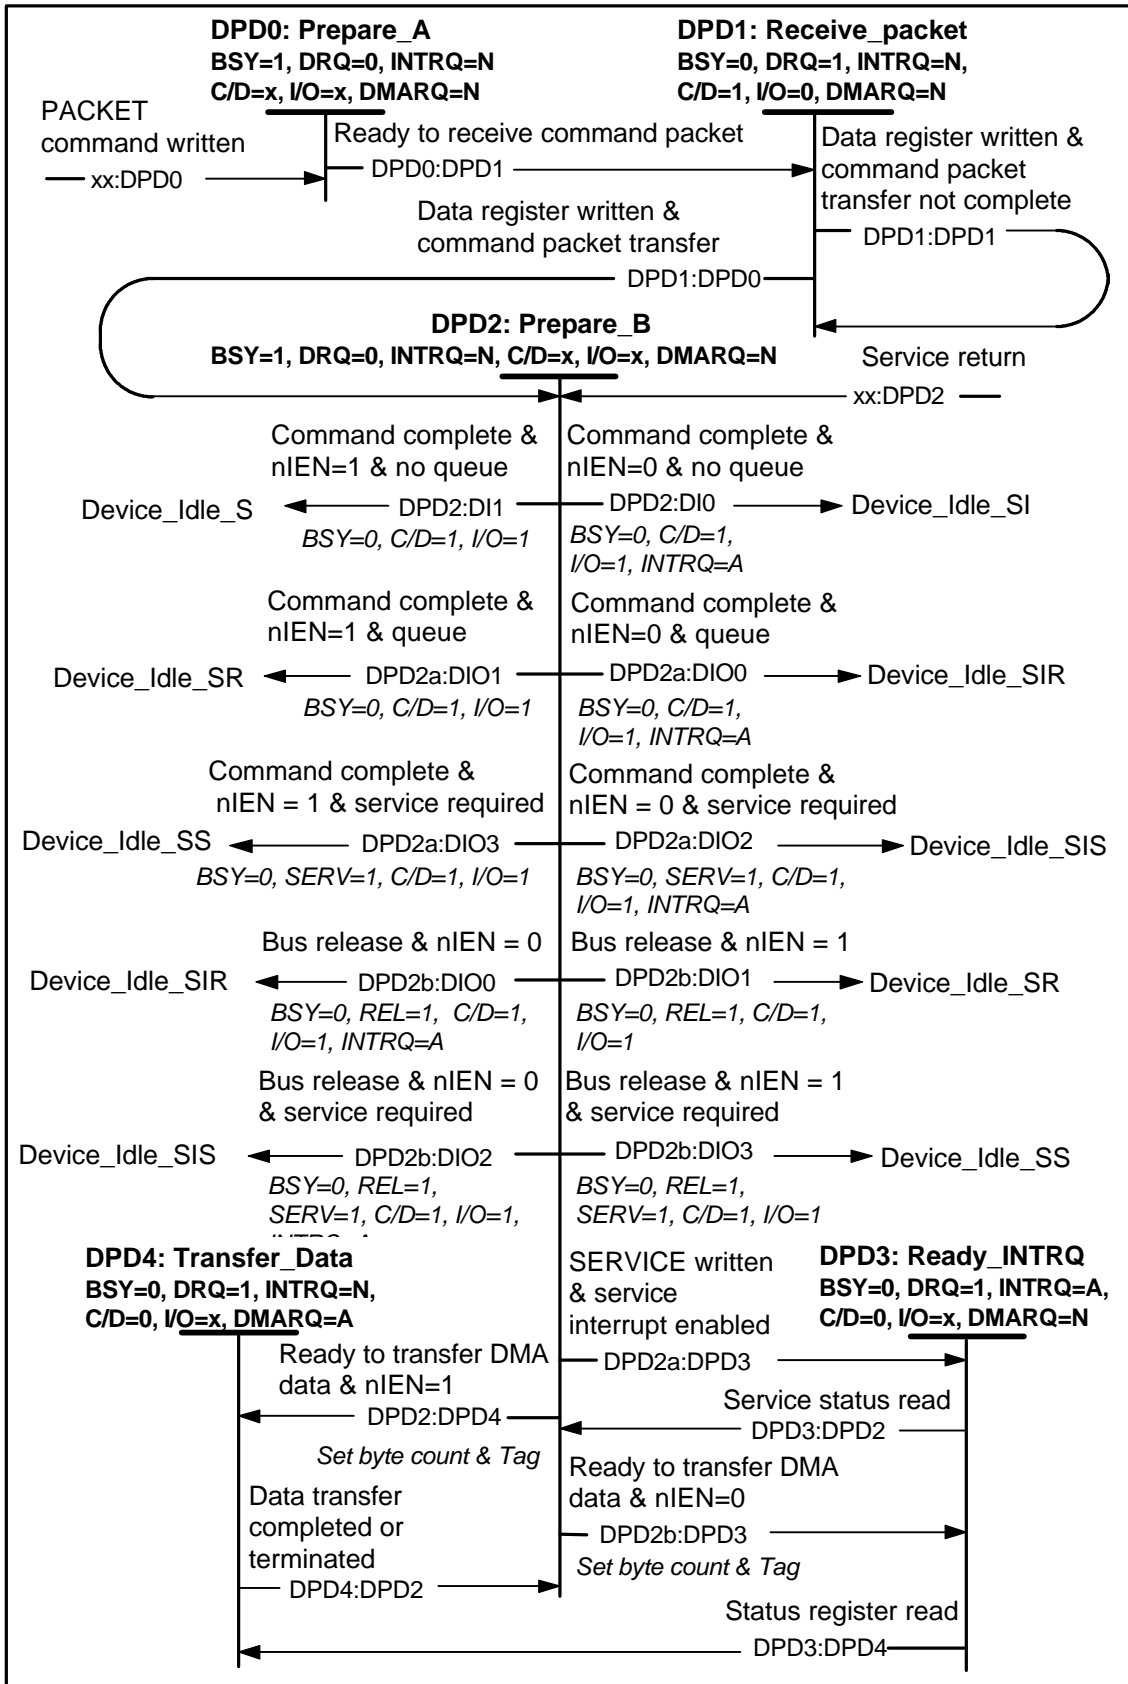 DPD0: Prepare_A
BSY=1, DRQ=0, INTRQ=N
C/D=x, I/O=x, DMARQ=N
DPD1: Receive_packet
BSY=0, DRQ=1, INTRQ=N,
C/D=1, I/O=0, DMARQ=N
PACKET
command written
xx:DPD0
Ready to receive command packet
DPD0:DPD1
Data register written &
command packet
transfer not complete
DPD1:DPD1
Data register written &
command packet transfer
DPD1:DPD0
DPD2: Prepare_B
BSY=1, DRQ=0, INTRQ=N, C/D=x, I/O=x, DMARQ=N
Service return
xx:DPD2
Command complete &
nIEN=1 & no queue
Device_Idle_S
DPD2:DI1
BSY=0, C/D=1, I/O=1
Command complete &
nIEN=0 & no queue
DPD2:DI0
Device_Idle_SI
BSY=0, C/D=1,
I/O=1, INTRQ=A
Command complete &
nIEN=1 & queue
Device_Idle_SR
DPD2a:DIO1
BSY=0, C/D=1, I/O=1
Command complete &
nIEN=0 & queue
DPD2a:DIO0
Device_Idle_SIR
BSY=0, C/D=1,
I/O=1, INTRQ=A
Command complete &
nIEN = 1 & service required
Device_Idle_SS
DPD2a:DIO3
BSY=0, SERV=1, C/D=1, I/O=1
Command complete &
nIEN = 0 & service required
DPD2a:DIO2
Device_Idle_SIS
BSY=0, SERV=1, C/D=1,
I/O=1, INTRQ=A
Bus release & nIEN = 0
Device_Idle_SIR
DPD2b:DIO0
BSY=0, REL=1, C/D=1,
I/O=1, INTRQ=A
Bus release & nIEN = 1
DPD2b:DIO1
Device_Idle_SR
BSY=0, REL=1, C/D=1,
I/O=1
Bus release & nIEN = 0
& service required
Device_Idle_SIS
DPD2b:DIO2
BSY=0, REL=1,
SERV=1, C/D=1, I/O=1,
Bus release & nIEN = 1
& service required
DPD2b:DIO3
Device_Idle_SS
BSY=0, REL=1,
SERV=1, C/D=1, I/O=1
DPD4: Transfer_Data
BSY=0, DRQ=1, INTRQ=N,
C/D=0, I/O=x, DMARQ=A
SERVICE written
& service
interrupt enabled
DPD2a:DPD3
DPD3: Ready_INTRQ
BSY=0, DRQ=1, INTRQ=A,
C/D=0, I/O=x, DMARQ=N
Ready to transfer DMA
data & nIEN=1
DPD2:DPD4
Set byte count & Tag
Service status read
DPD3:DPD2
Ready to transfer DMA
data & nIEN=0
DPD2b:DPD3
Set byte count & Tag
Data transfer
completed or
terminated
DPD4:DPD2
Status register read
DPD3:DPD4